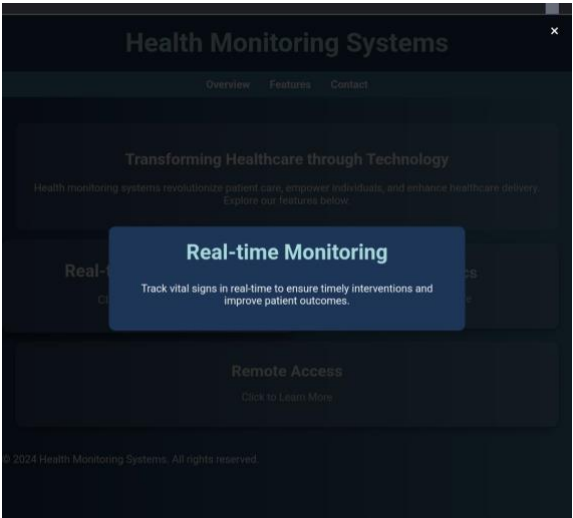 ×
Health Monitoring Systems
Overview Features Contact
Transforming Healthcare through Technology
Health monitoring systems revolutionize patient care, empower individuals, and enhance healthcare delivery.
Explore our features below.
Real-time Monitoring
Track vital signs in real-time to ensure timely interventions and
improve patient outcomes.
Remote Access
Click to Learn More
© 2024 Health Monitoring Systems. All rights reserved.